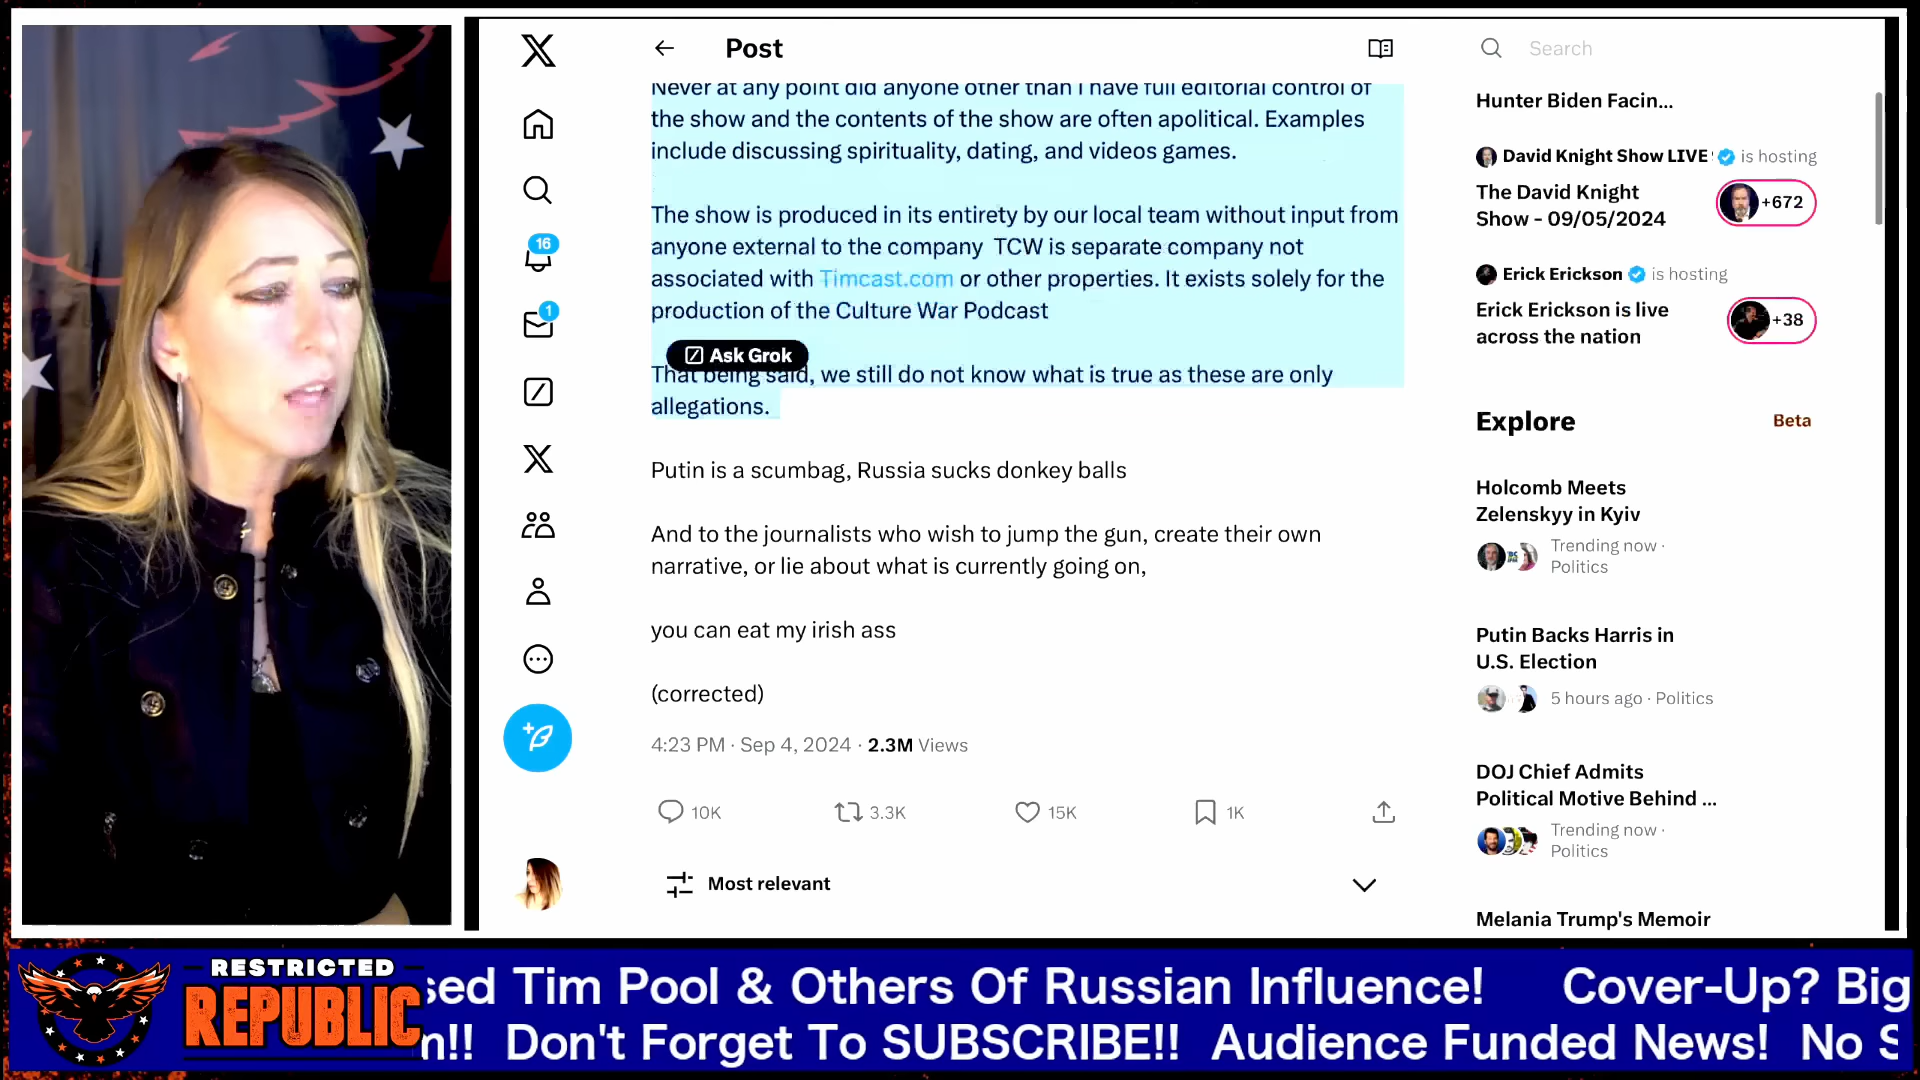 Post
Never at any point did anyone other than I have full editorial control of
the show and the contents of the show are often apolitical. Examples
include discussing spirituality, dating, and videos games.
The show is produced in its entirety by our local team without input from
anyone external to the company  TCW is separate company not
associated with Timcast.com or other properties. It exists solely for the
production of the Culture War Podcast
Ask Grok
That being said, we still do not know what is true as these are only
allegations.
Putin is a scumbag, Russia sucks donkey balls
And to the journalists who wish to jump the gun, create their own
narrative, or lie about what is currently going on,
you can eat my irish ass
(corrected)
4:23 PM · Sep 4, 2024 · 2.3M Views
10K 3.3K 15K 1K
Most relevant
16
1
Search
Hunter Biden Facin...
David Knight Show LIVE is hosting
The David Knight
Show - 09/05/2024
+672
Erick Erickson is hosting
Erick Erickson is live
across the nation
+38
Explore Beta
Holcomb Meets
Zelenskyy in Kyiv
Trending now ·
Politics
Putin Backs Harris in
U.S. Election
5 hours ago · Politics
DOJ Chief Admits
Political Motive Behind ...
Trending now ·
Politics
Melania Trump's Memoir
RESTRICTED
REPUBLIC
sed Tim Pool & Others Of Russian Influence! Cover-Up? Big
!! Don't Forget To SUBSCRIBE!! Audience Funded News! No S